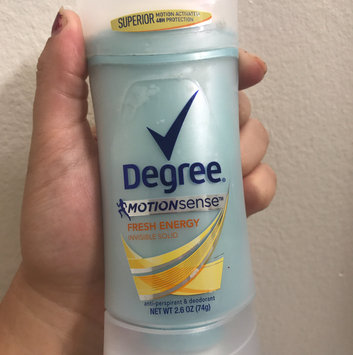 SUPERIOR MOTION ACTIVATED
48H PROTECTION
Degree®
MOTIONsense™
FRESH ENERGY
INVISIBLE SOLID
anti-perspirant & deodorant
NET WT 2.6 OZ (74g)